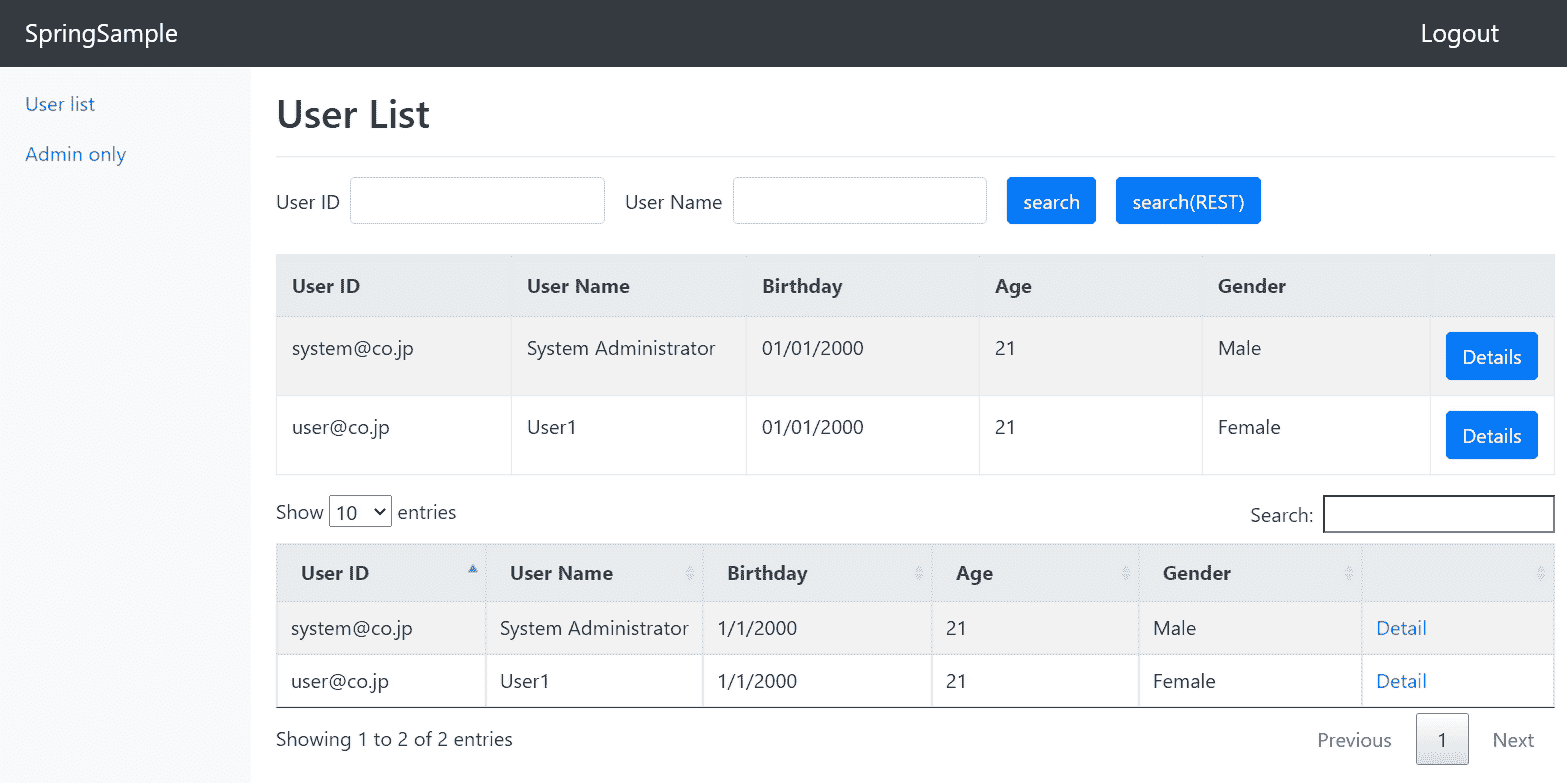 SpringSample Logout
User list
Admin only
User List
User ID User Name search search(REST)
User ID User Name Birthday Age Gender
system@co.jp System Administrator 01/01/2000 21 Male Details
user@co.jp User1 01/01/2000 21 Female Details
Show 10 entries Search:
User ID User Name Birthday Age Gender
system@co.jp System Administrator 1/1/2000 21 Male Detail
user@co.jp User1 1/1/2000 21 Female Detail
Showing 1 to 2 of 2 entries Previous 1 Next